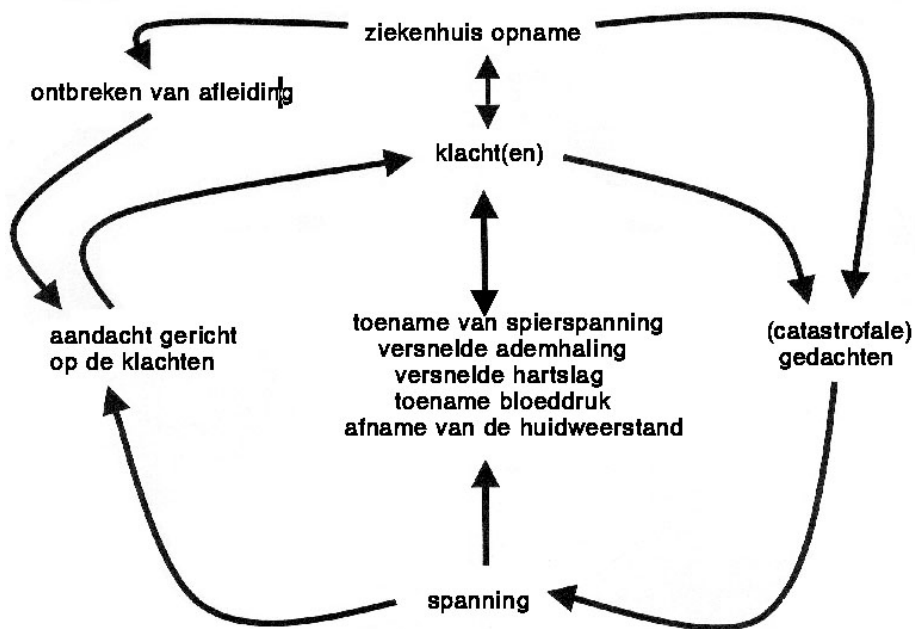 ziekenhuis opname
ontbreken van afleiding
klacht(en)
aandacht gericht
op de klachten
toename van spierspanning
versnelde ademhaling
versnelde hartslag
toename bloeddruk
afname van de huidweerstand
(catastrofale)
gedachten
spanning